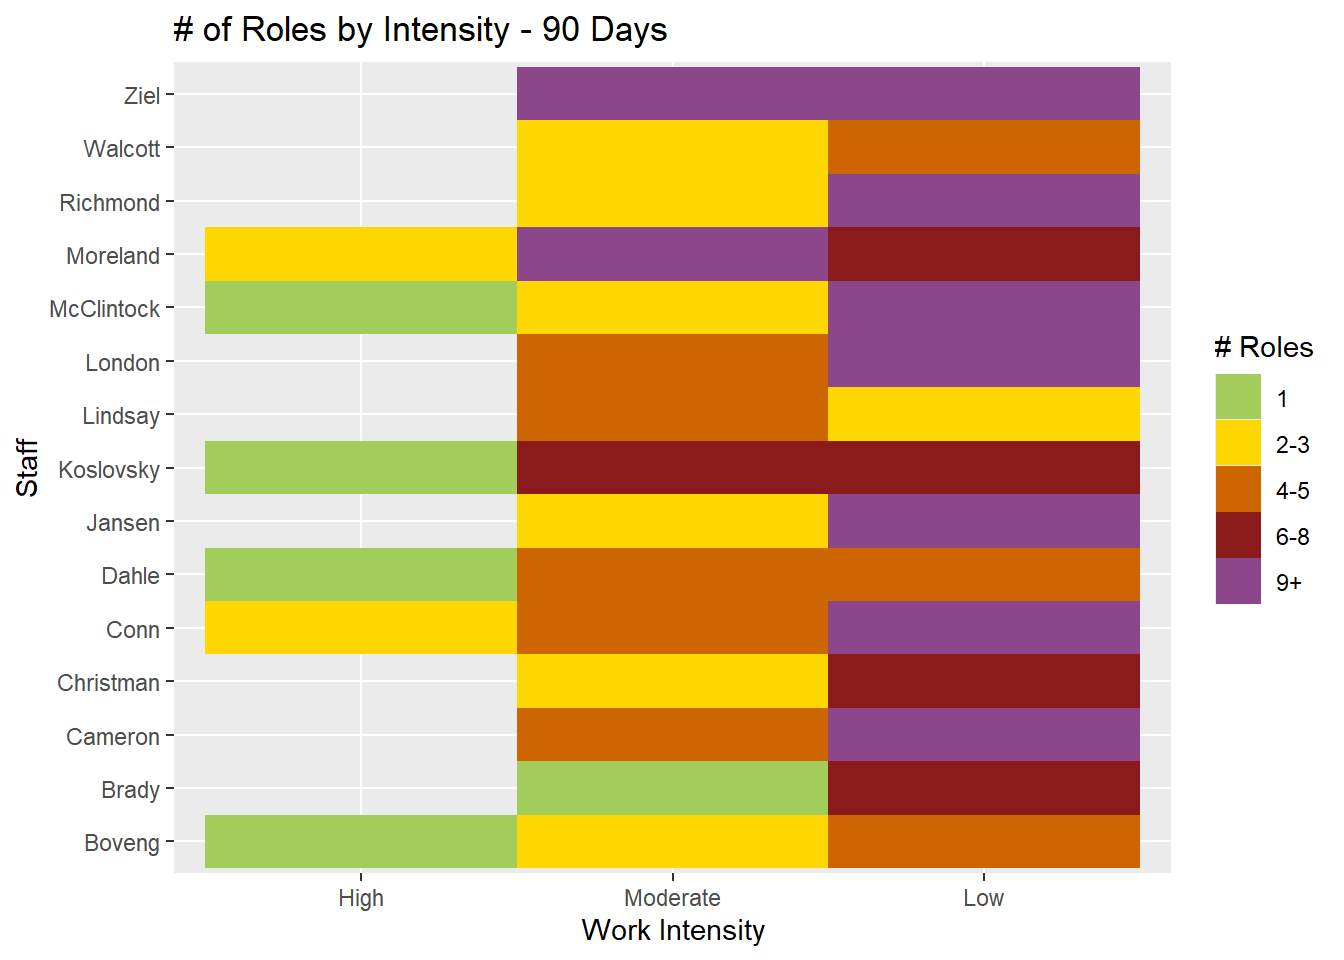 # of Roles by Intensity - 90 Days
Ziel
Walcott
Richmond
Moreland
McClintock
London
Lindsay
Koslovsky
Jansen
Dahle
Conn
Christman
Cameron
Brady
Boveng
Staff
High Moderate Low
Work Intensity
# Roles
1
2-3
4-5
6-8
9+